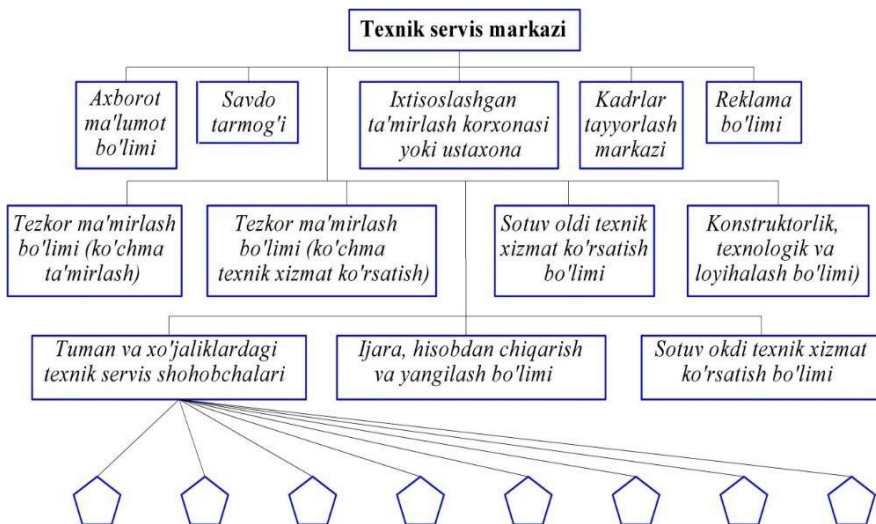 Texnik servis markazi
Axborot
ma'lumot
bo'limi
Savdo
tarmog'i
Ixtisoslashgan
ta'mirlash korxonasi
yoki ustaxona
Kadrlar
tayyorlash
markazi
Reklama
bo'limi
Tezkor ma'mirlash
bo'limi (ko'chma
ta'mirlash)
Tezkor ma'mirlash
bo'limi (ko'chma
texnik xizmat ko'rsatish)
Sotuv oldi texnik
xizmat ko'rsatish
bo'limi
Konstruktorlik,
texnologik va
loyihalash bo'limi)
Tuman va xo'jaliklardagi
texnik servis shohobchalari
Ijara, hisobdan chiqarish
va yangilash bo'limi
Sotuv okdi texnik xizmat
ko'rsatish bo'limi